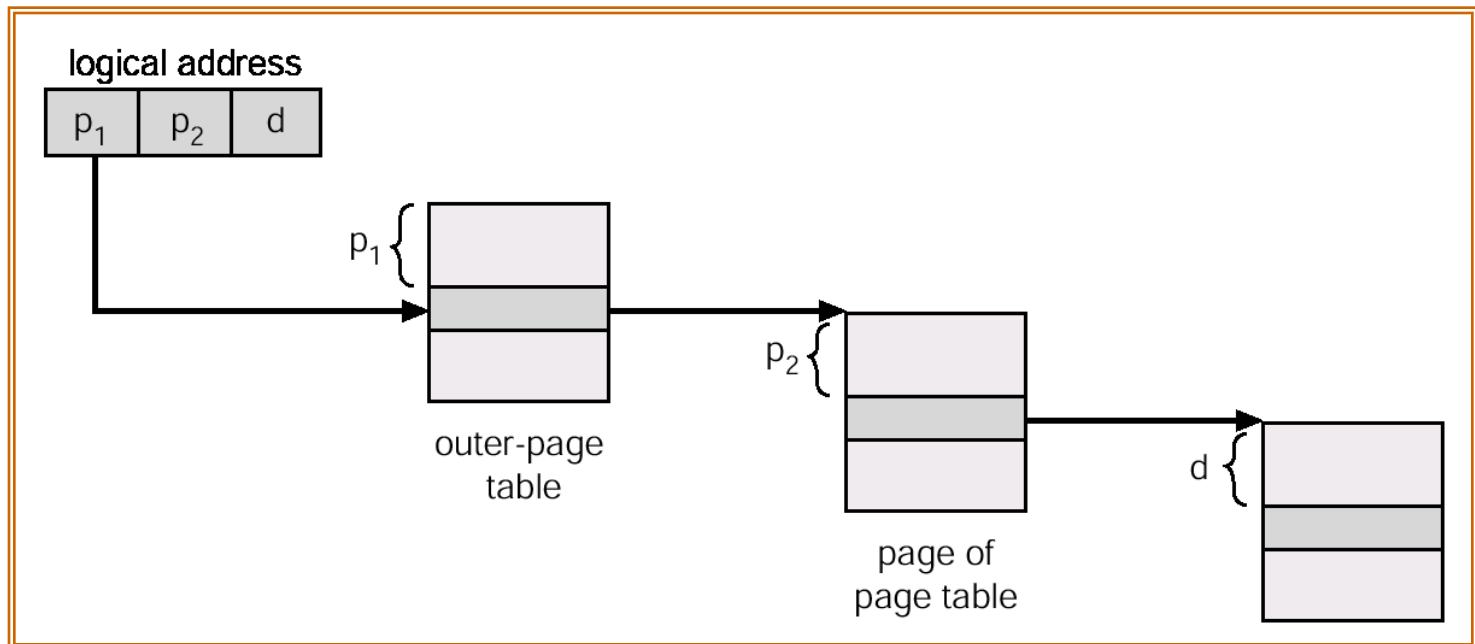 logical address
p₁ p₂ d
p₁
outer-page
table
p₂
page of
page table
d